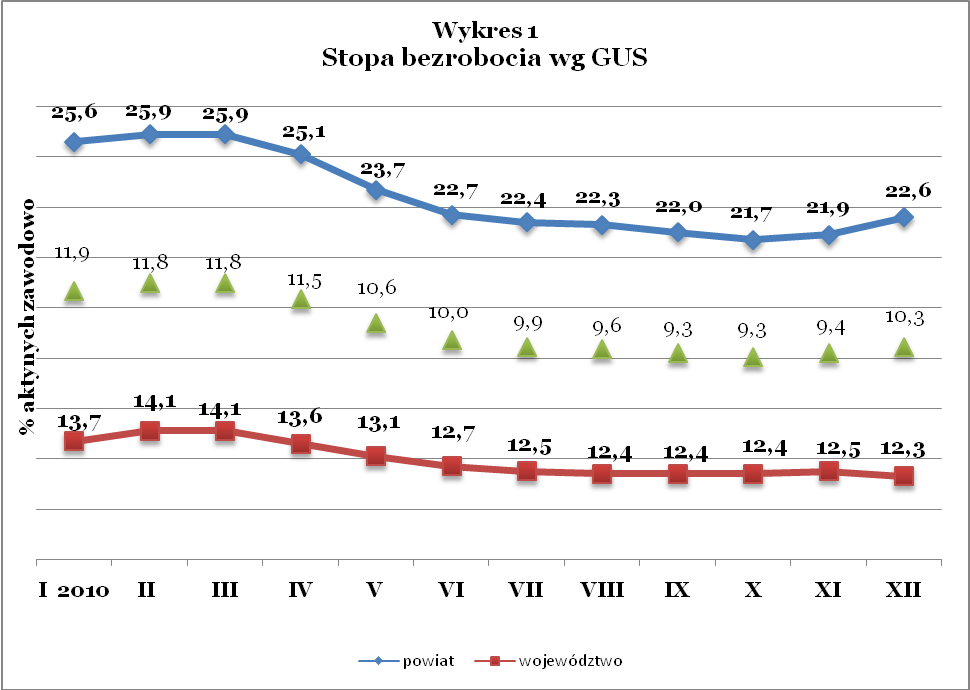 Wykres 1
Stopa bezrobocia wg GUS
% aktynych zawodowo
25,6 25,9 25,9 25,1 23,7 22,7 22,4 22,3 22,0 21,7 21,9 22,6
11,9 11,8 11,8 11,5 10,6 10,0 9,9 9,6 9,3 9,3 9,4 10,3
13,7 14,1 14,1 13,6 13,1 12,7 12,5 12,4 12,4 12,4 12,5 12,3
I 2010 II III IV V VI VII VIII IX X XI XII
powiat województwo